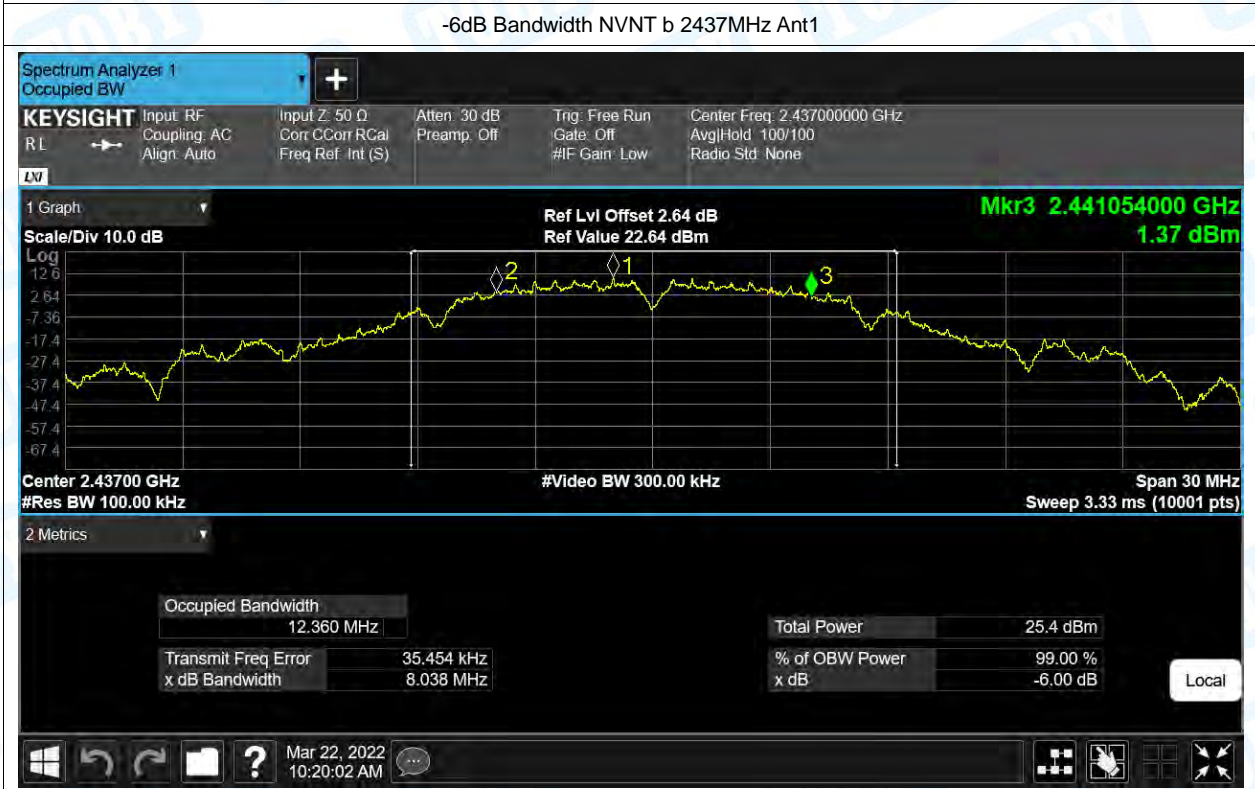 -6dB Bandwidth NVNT b 2437MHz Ant1
Spectrum Analyzer 1
Occupied BW
+
KEYSIGHT
R L
LXI
Input: RF
Coupling: AC
Align: Auto
Input Z: 50 Ω
Corr CCorr RCal
Freq Ref: Int (S)
Atten: 30 dB
Preamp: Off
Trig: Free Run
Gate: Off
#IF Gain: Low
Center Freq: 2.437000000 GHz
Avg|Hold: 100/100
Radio Std: None
1 Graph
Scale/Div 10.0 dB
Ref Lvl Offset 2.64 dB
Ref Value 22.64 dBm
Mkr3 2.441054000 GHz
1.37 dBm
Log
12.6
2.64
-7.36
-17.4
-27.4
-37.4
-47.4
-57.4
-67.4
2
1
3
Center 2.43700 GHz
#Video BW 300.00 kHz
Span 30 MHz
#Res BW 100.00 kHz
Sweep 3.33 ms (10001 pts)
2 Metrics
Occupied Bandwidth
12.360 MHz
Total Power 25.4 dBm
Transmit Freq Error 35.454 kHz
% of OBW Power 99.00 %
x dB Bandwidth 8.038 MHz
x dB -6.00 dB
Local
?
Mar 22, 2022
10:20:02 AM